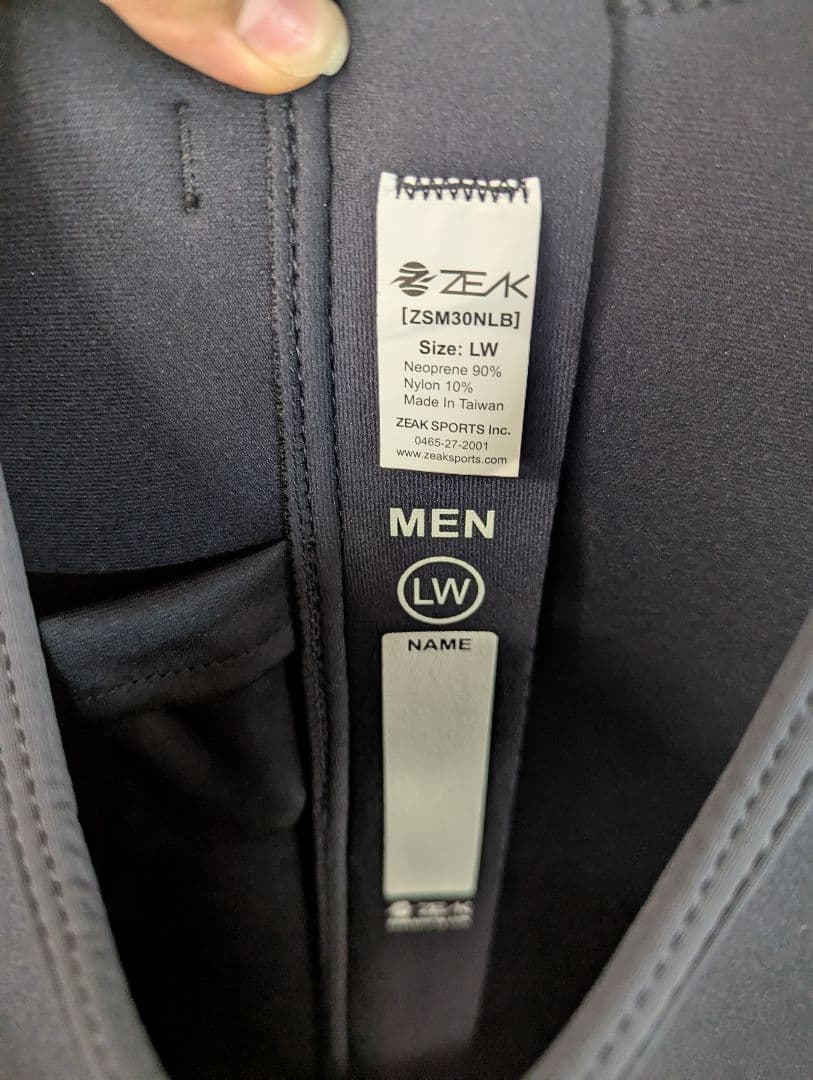 ZEAK
[ZSM30NLB]
Size: LW
Neoprene 90%
Nylon 10%
Made In Taiwan
ZEAK SPORTS Inc.
0465-27-2001
www.zeaksports.com
MEN
LW
NAME
ZEAK